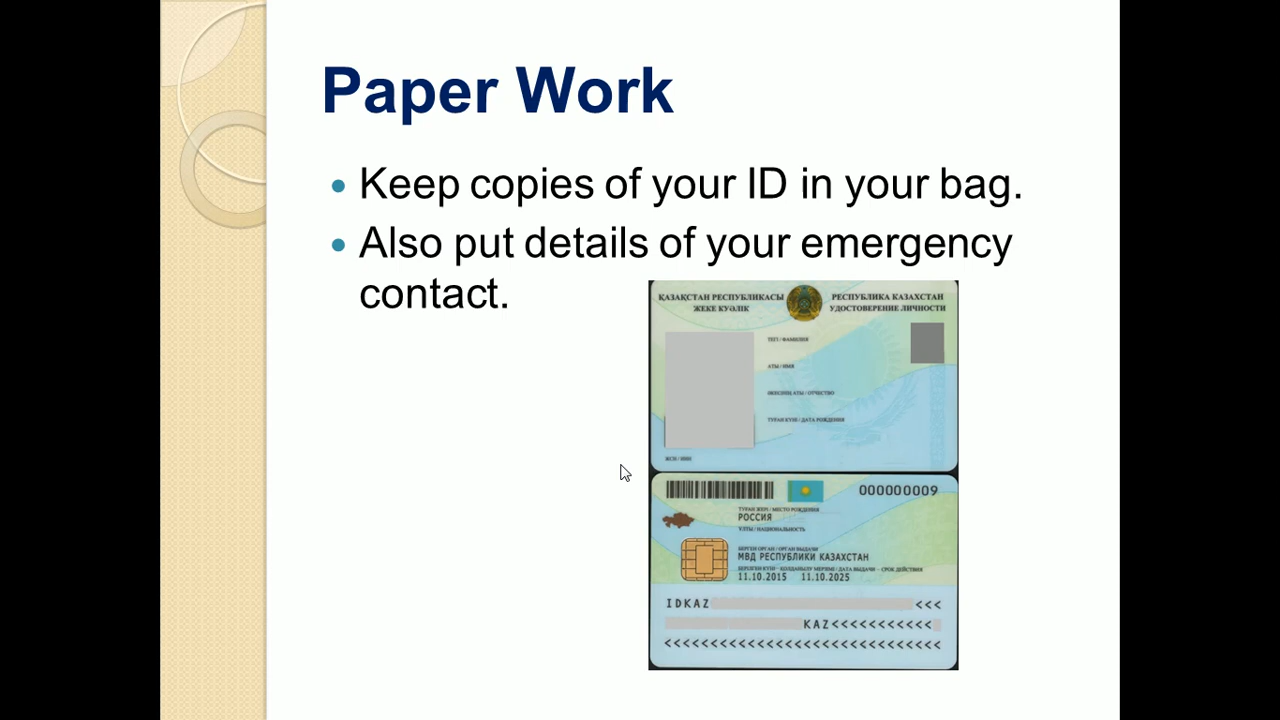 Paper Work
Keep copies of your ID in your bag.
Also put details of your emergency
contact.
ҚАЗАҚСТАН РЕСПУБЛИКАСЫ
ЖЕКЕ КУӘЛІК
РЕСПУБЛИКА КАЗАХСТАН
УДОСТОВЕРЕНИЕ ЛИЧНОСТИ
ТЕГІ / ФАМИЛИЯ
АТЫ / ИМЯ
ӘКЕСІНІҢ АТЫ / ОТЧЕСТВО
ТУҒАН КҮНІ / ДАТА РОЖДЕНИЯ
ЖСН / ИИН
000000009
ТУҒАН ЖЕРІ / МЕСТО РОЖДЕНИЯ
РОССИЯ
ҰЛТЫ / НАЦИОНАЛЬНОСТЬ
БЕРГЕН ОРГАН / ОРГАН ВЫДАЧИ
МВД РЕСПУБЛИКИ КАЗАХСТАН
БЕРІЛГЕН КҮНІ - ҚОЛДАНЫЛУ МЕРЗІМІ / ДАТА ВЫДАЧИ - СРОК ДЕЙСТВИЯ
11.10.2015 11.10.2025
IDKAZ <<<
KAZ<<<<<<<<<<<
<<<<<<<<<<<<<<<<<<<<<<<<<<<<<<